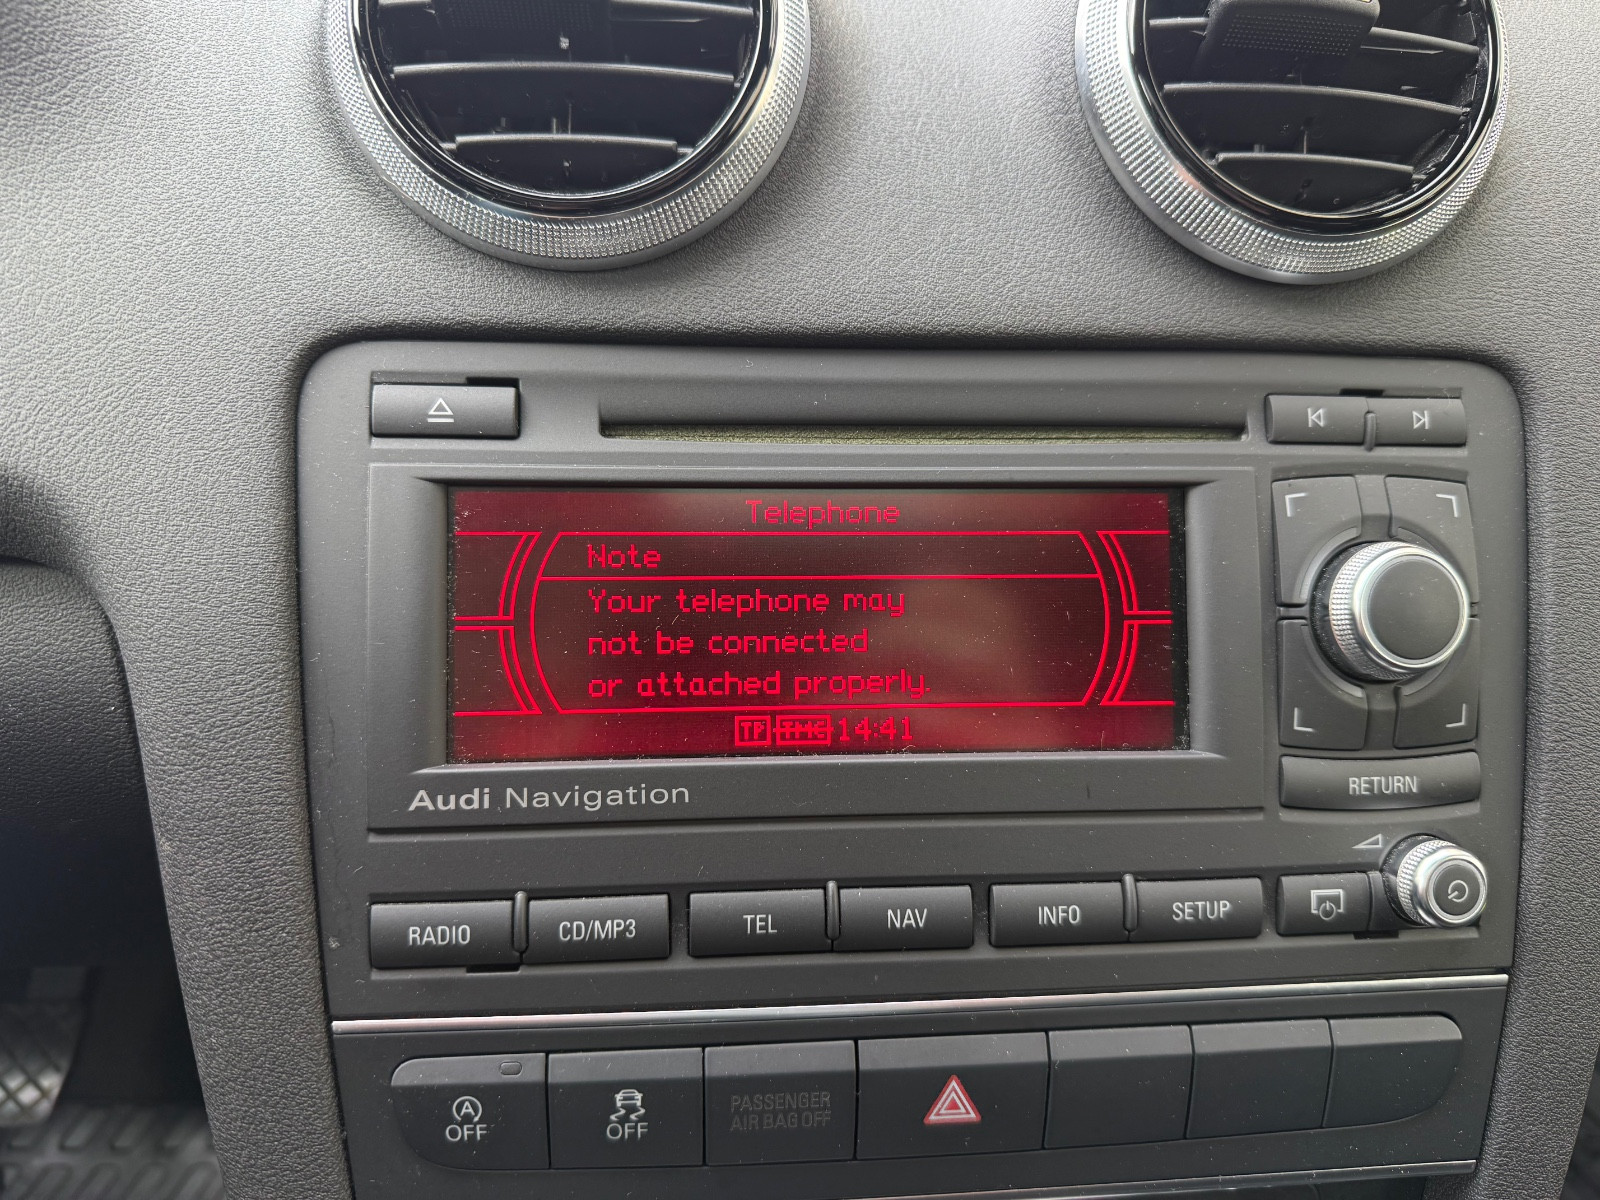 Telephone
Note
Your telephone may
not be connected
or attached properly.
TP TMC 14:41
Audi Navigation
RETURN
RADIO CD/MP3 TEL NAV INFO SETUP
OFF OFF PASSENGER
AIR BAG OFF